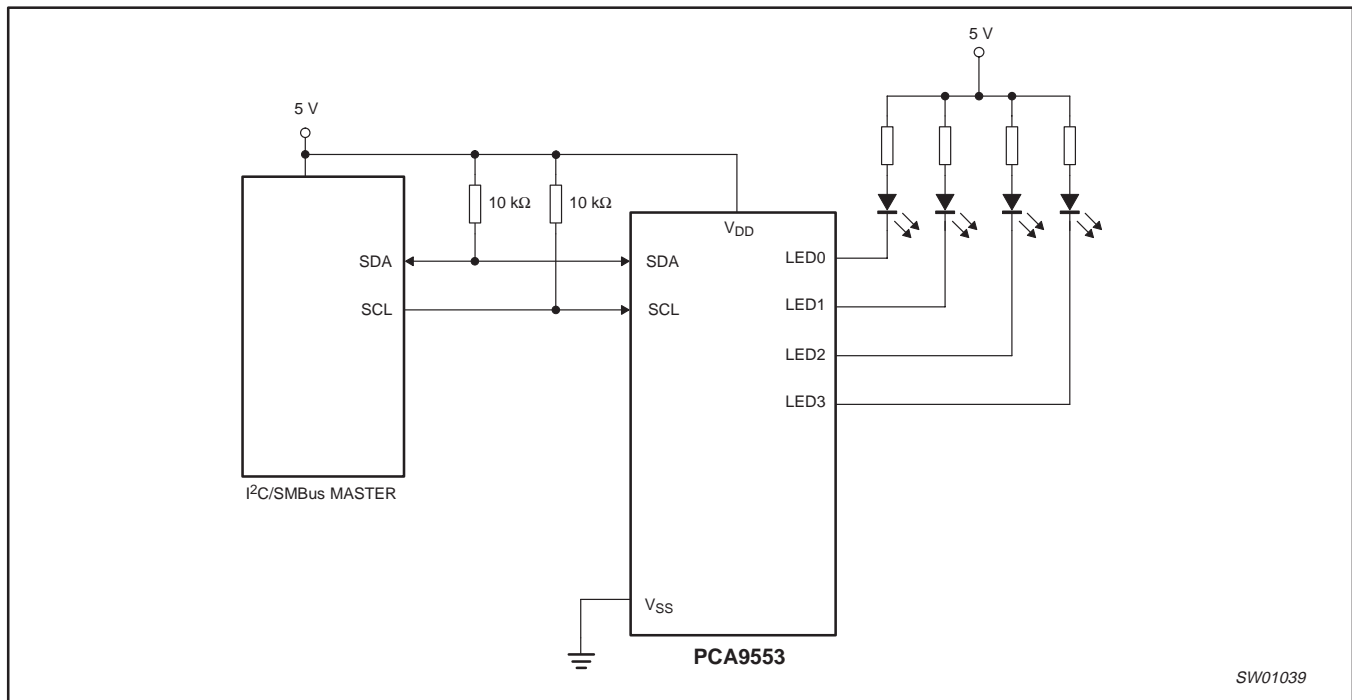 5 V
5 V
10 kΩ
10 kΩ
VDD
SDA
SDA
LED0
SCL
SCL
LED1
LED2
LED3
I²C/SMBus MASTER
VSS
PCA9553
SW01039